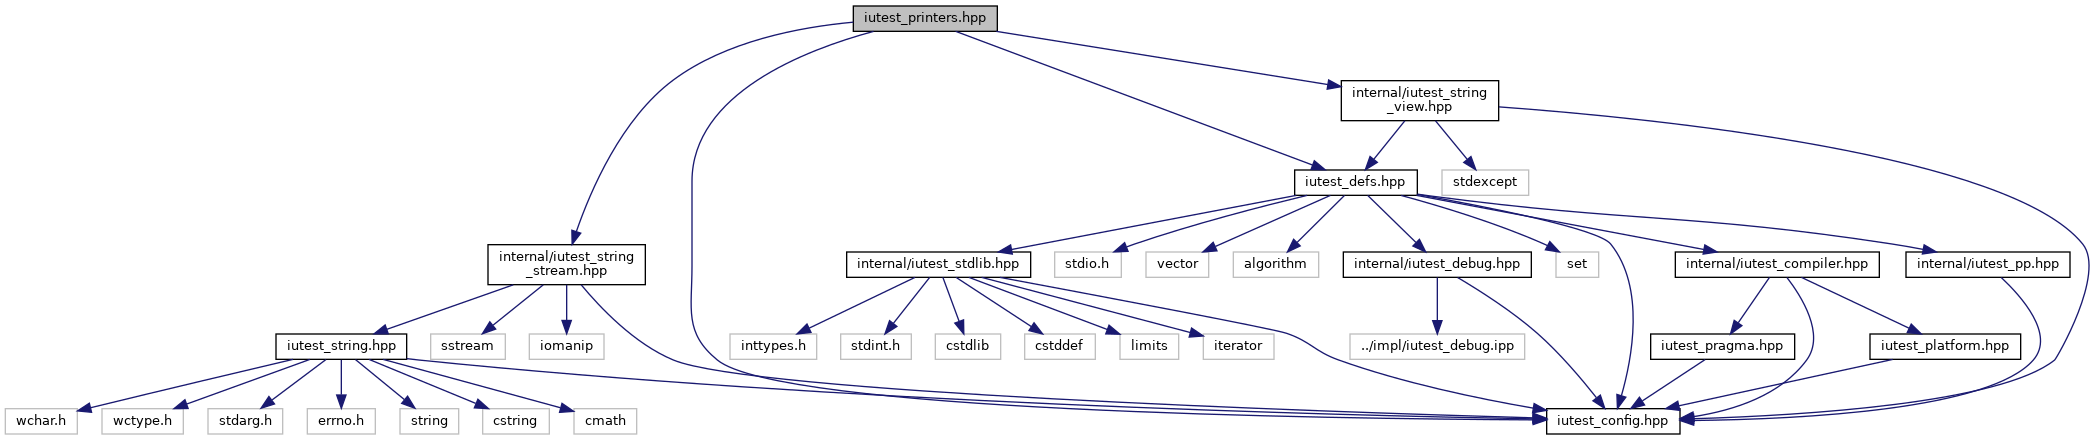 iutest_printers.hpp
internal/iutest_string
_view.hpp
iutest_defs.hpp
stdexcept
internal/iutest_string
_stream.hpp
internal/iutest_stdlib.hpp
stdio.h
vector
algorithm
internal/iutest_debug.hpp
set
internal/iutest_compiler.hpp
internal/iutest_pp.hpp
iutest_string.hpp
sstream
iomanip
inttypes.h
stdint.h
cstdlib
cstddef
limits
iterator
../impl/iutest_debug.ipp
iutest_pragma.hpp
iutest_platform.hpp
wchar.h
wctype.h
stdarg.h
errno.h
string
cstring
cmath
iutest_config.hpp